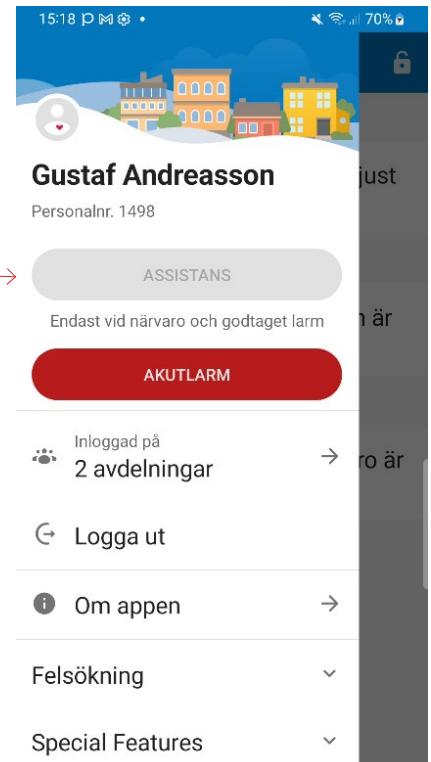 15:18
70%
Gustaf Andreasson
just
Personalnr. 1498
ASSISTANS
Endast vid närvaro och godtaget larm
är
AKUTLARM
Inloggad på
2 avdelningar
ro är
Logga ut
Om appen
Felsökning
Special Features